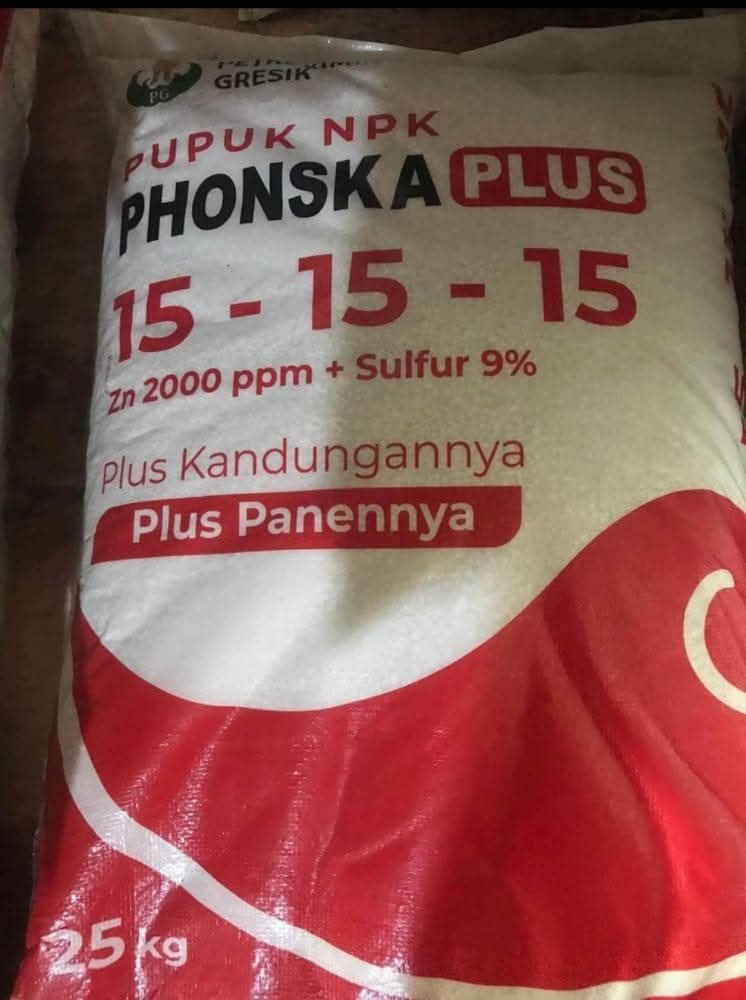 PG
GRESIK
PUPUK NPK
PHONSKA PLUS
15 - 15 - 15
Zn 2000 ppm + Sulfur 9%
Plus Kandungannya
Plus Panennya
25 kg